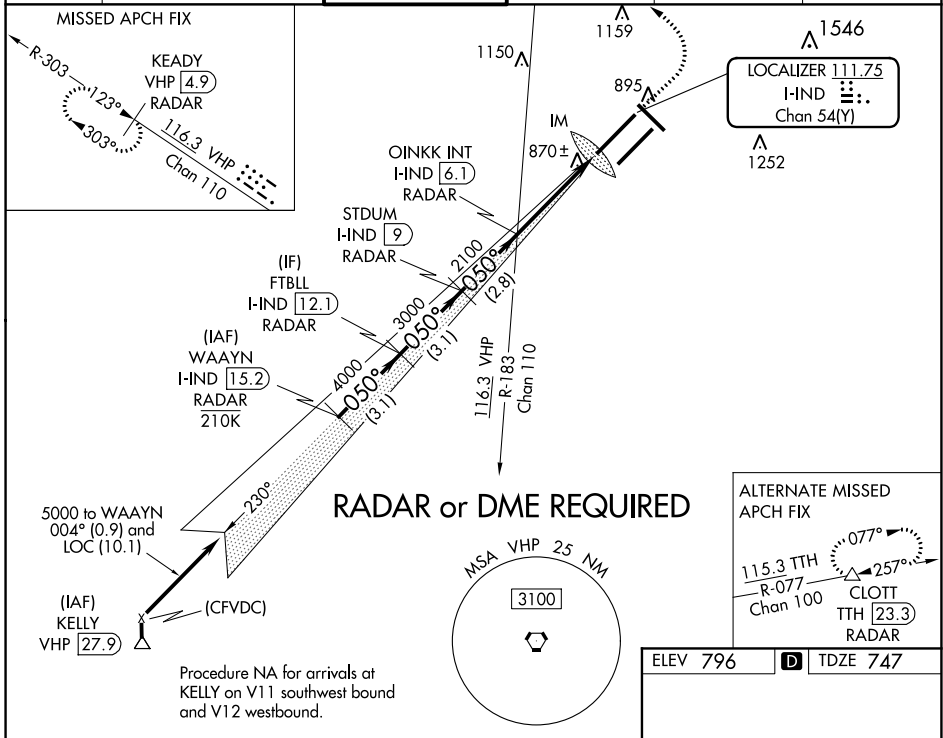 MISSED APCH FIX
R-303
KEADY
VHP 4.9
RADAR
123°
303°
116.3 VHP
Chan 110
1150
1159
1546
895
LOCALIZER 111.75
I-IND
Chan 54(Y)
1252
IM
870±
OINKK INT
I-IND 6.1
RADAR
STDUM
I-IND 9
RADAR
(IF)
FTBLL
I-IND 12.1
RADAR
(IAF)
WAAYN
I-IND 15.2
RADAR
210K
2100
050°
(2.8)
3000
050°
(3.1)
4000
050°
(3.1)
116.3 VHP
R-183
Chan 110
230°
5000 to WAAYN
004° (0.9) and
LOC (10.1)
(IAF)
KELLY
VHP 27.9
(CFVDC)
RADAR or DME REQUIRED
MSA VHP 25 NM
3100
Procedure NA for arrivals at
KELLY on V11 southwest bound
and V12 westbound.
ALTERNATE MISSED
APCH FIX
077°
257°
115.3 TTH
R-077
Chan 100
CLOTT
TTH 23.3
RADAR
ELEV 796 D TDZE 747